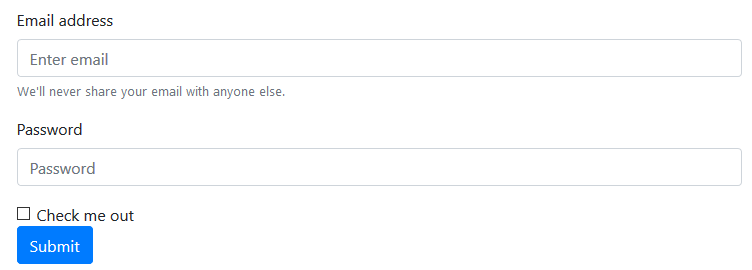 Email address
Enter email
We'll never share your email with anyone else.
Password
Password
Check me out
Submit